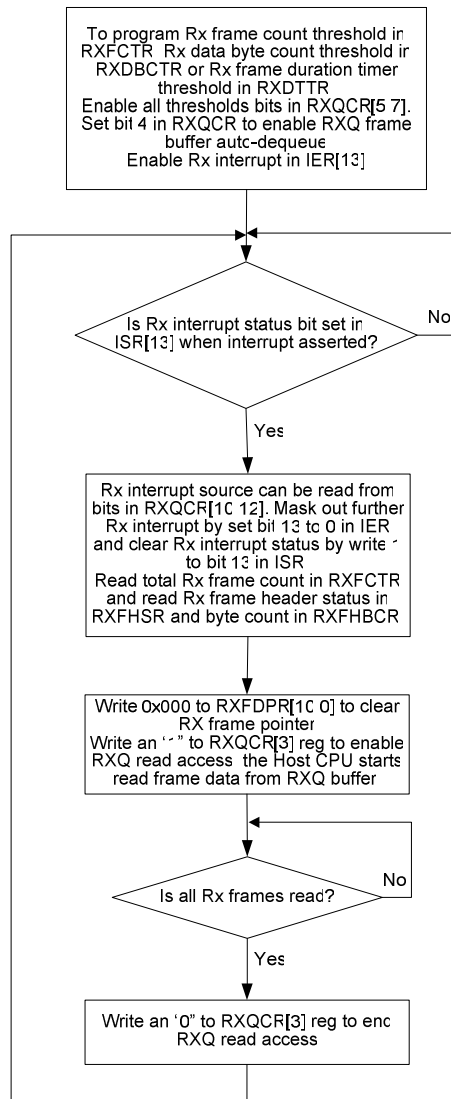 To program Rx frame count threshold in
RXFCTR Rx data byte count threshold in
RXDBCTR or Rx frame duration timer
threshold in RXDTTR
Enable all thresholds bits in RXQCR[5 7].
Set bit 4 in RXQCR to enable RXQ frame
buffer auto-dequeue
Enable Rx interrupt in IER[13]
Is Rx interrupt status bit set in
ISR[13] when interrupt asserted?
No
Yes
Rx interrupt source can be read from
bits in RXQCR[10 12]. Mask out further
Rx interrupt by set bit 13 to 0 in IER
and clear Rx interrupt status by write 1
to bit 13 in ISR
Read total Rx frame count in RXFCTR
and read Rx frame header status in
RXFHSR and byte count in RXFHBCR
Write 0x000 to RXFDPR[10 0] to clear
RX frame pointer
Write an “1” to RXQCR[3] reg to enable
RXQ read access the Host CPU starts
read frame data from RXQ buffer
Is all Rx frames read?
No
Yes
Write an “0” to RXQCR[3] reg to end
RXQ read access